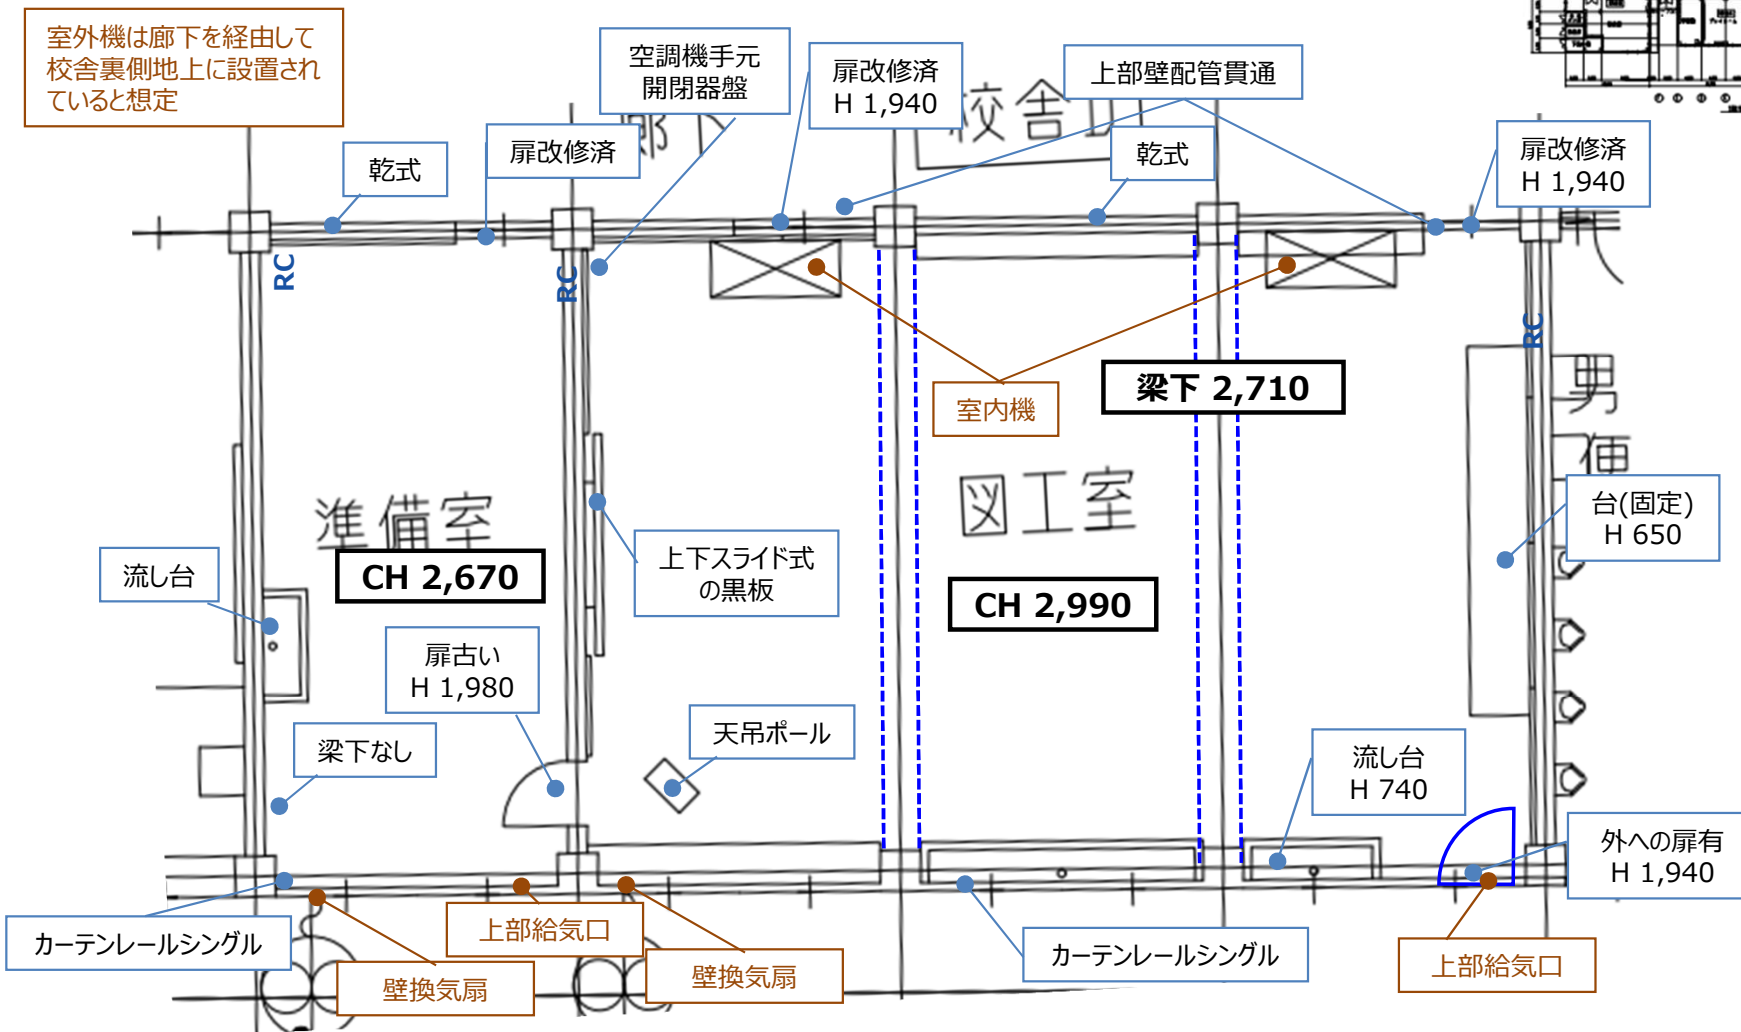 室外機は廊下を経由して
校舎裏側地上に設置され
ていると想定
空調機手元
開閉器盤
扉改修済
H 1,940
上部壁配管貫通
扉改修済
H 1,940
乾式
扉改修済
廊下
校舎
乾式
RC
RC
RC
梁下 2,710
室内機
男
便
準備室
図工室
台(固定)
H 650
流し台
CH 2,670
上下スライド式
の黒板
CH 2,990
扉古い
H 1,980
梁下なし
天吊ポール
流し台
H 740
外への扉有
H 1,940
カーテンレールシングル
上部給気口
壁換気扇
壁換気扇
カーテンレールシングル
上部給気口